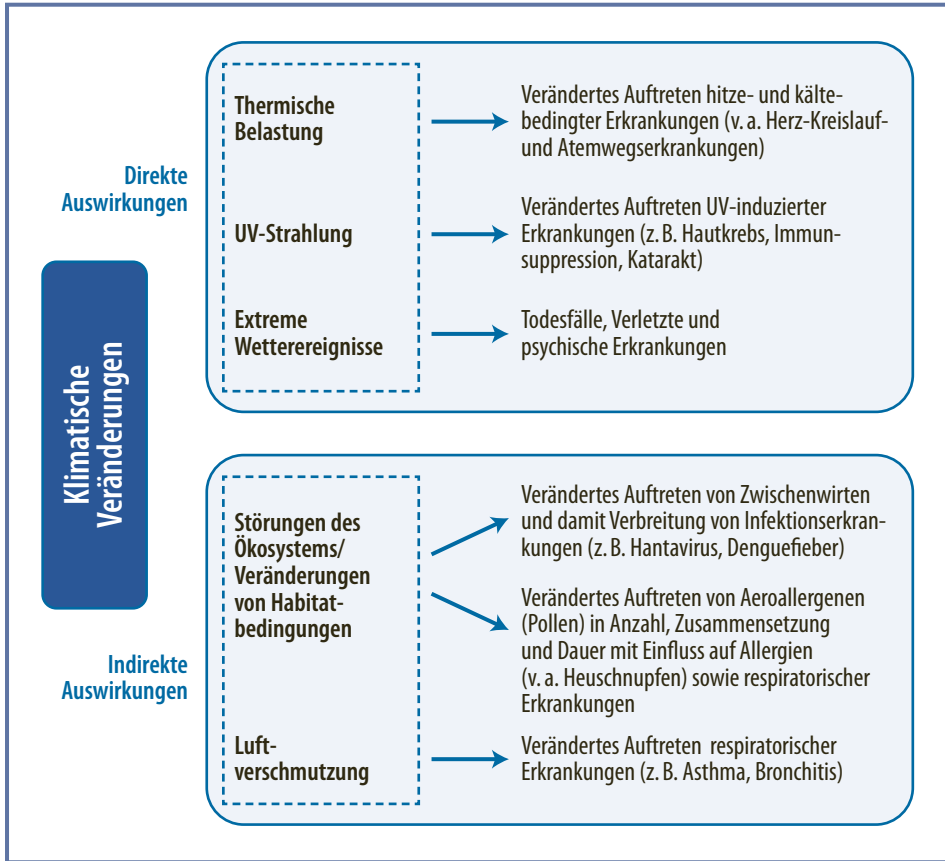 Klimatische
Veränderungen
Direkte
Auswirkungen
Thermische
Belastung
Verändertes Auftreten hitze- und kälte-
bedingter Erkrankungen (v. a. Herz-Kreislauf-
und Atemwegserkrankungen)
UV-Strahlung
Verändertes Auftreten UV-induzierter
Erkrankungen (z. B. Hautkrebs, Immun-
suppression, Katarakt)
Extreme
Wetterereignisse
Todesfälle, Verletzte und
psychische Erkrankungen
Indirekte
Auswirkungen
Störungen des
Ökosystems/
Veränderungen
von Habitat-
bedingungen
Verändertes Auftreten von Zwischenwirten
und damit Verbreitung von Infektionserkran-
kungen (z. B. Hantavirus, Denguefieber)
Verändertes Auftreten von Aeroallergenen
(Pollen) in Anzahl, Zusammensetzung
und Dauer mit Einfluss auf Allergien
(v. a. Heuschnupfen) sowie respiratorischer
Erkrankungen
Luft-
verschmutzung
Verändertes Auftreten respiratorischer
Erkrankungen (z. B. Asthma, Bronchitis)